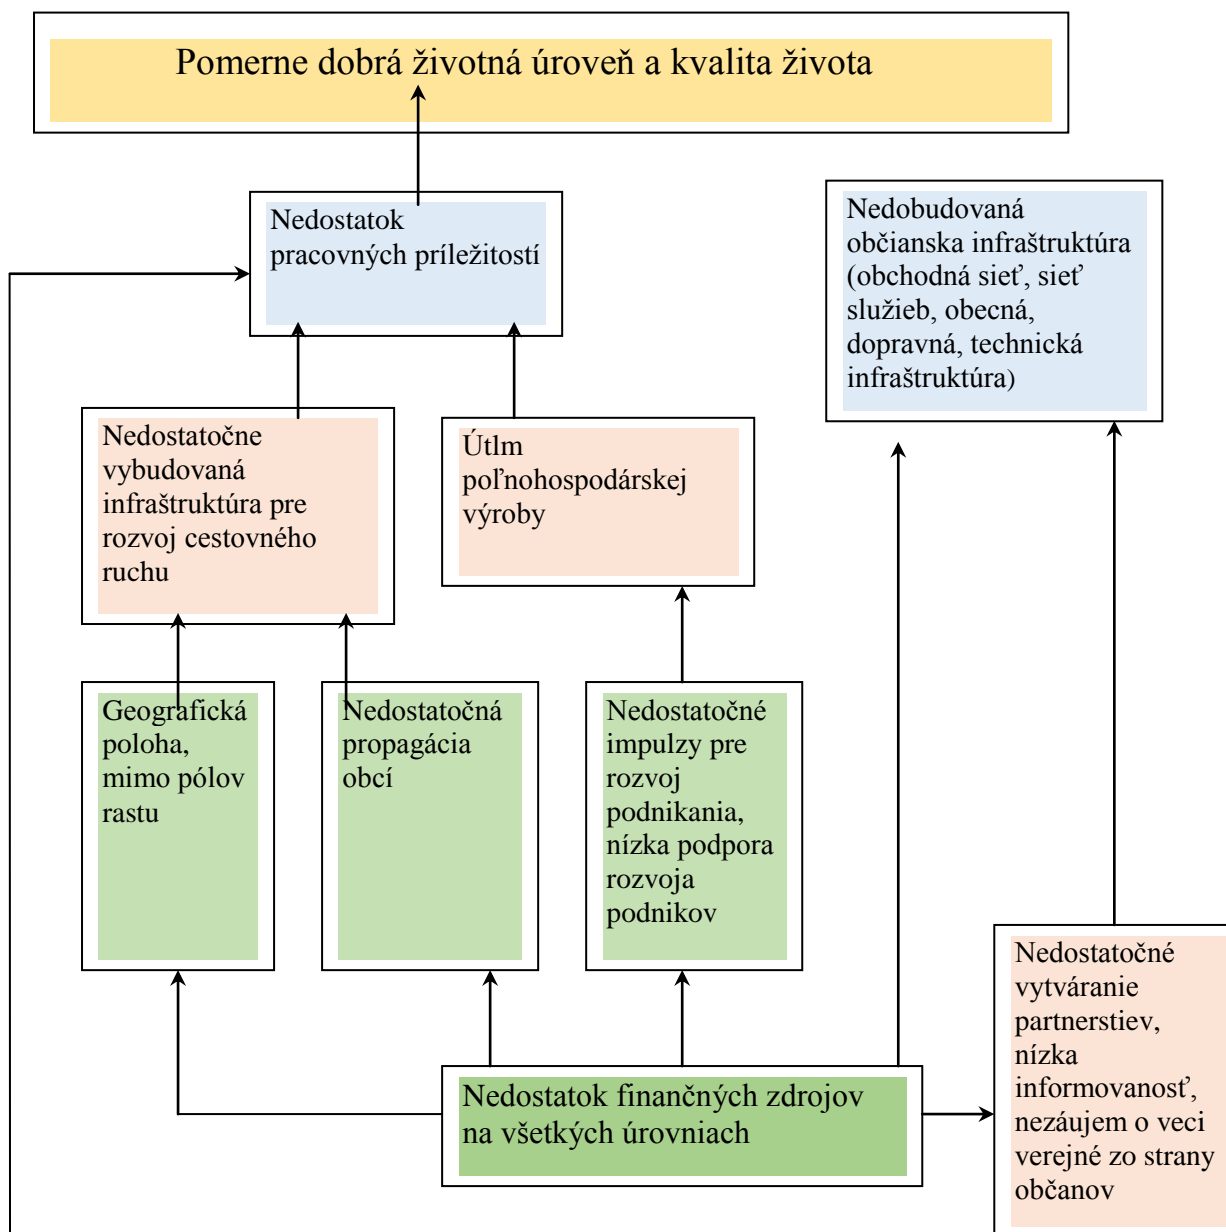 Pomerne dobrá životná úroveň a kvalita života
Nedostatok
pracovných príležitostí
Nedobudovaná
občianska infraštruktúra
(obchodná sieť, sieť
služieb, obecná,
dopravná, technická
infraštruktúra)
Nedostatočne
vybudovaná
infraštruktúra pre
rozvoj cestovného
ruchu
Útlm
poľnohospodárskej
výroby
Geografická
poloha,
mimo pólov
rastu
Nedostatočná
propagácia
obcí
Nedostatočné
impulzy pre
rozvoj
podnikania,
nízka podpora
rozvoja
podnikov
Nedostatočné
vytváranie
partnerstiev,
nízka
informovanosť,
nezáujem o veci
verejné zo strany
občanov
Nedostatok finančných zdrojov
na všetkých úrovniach